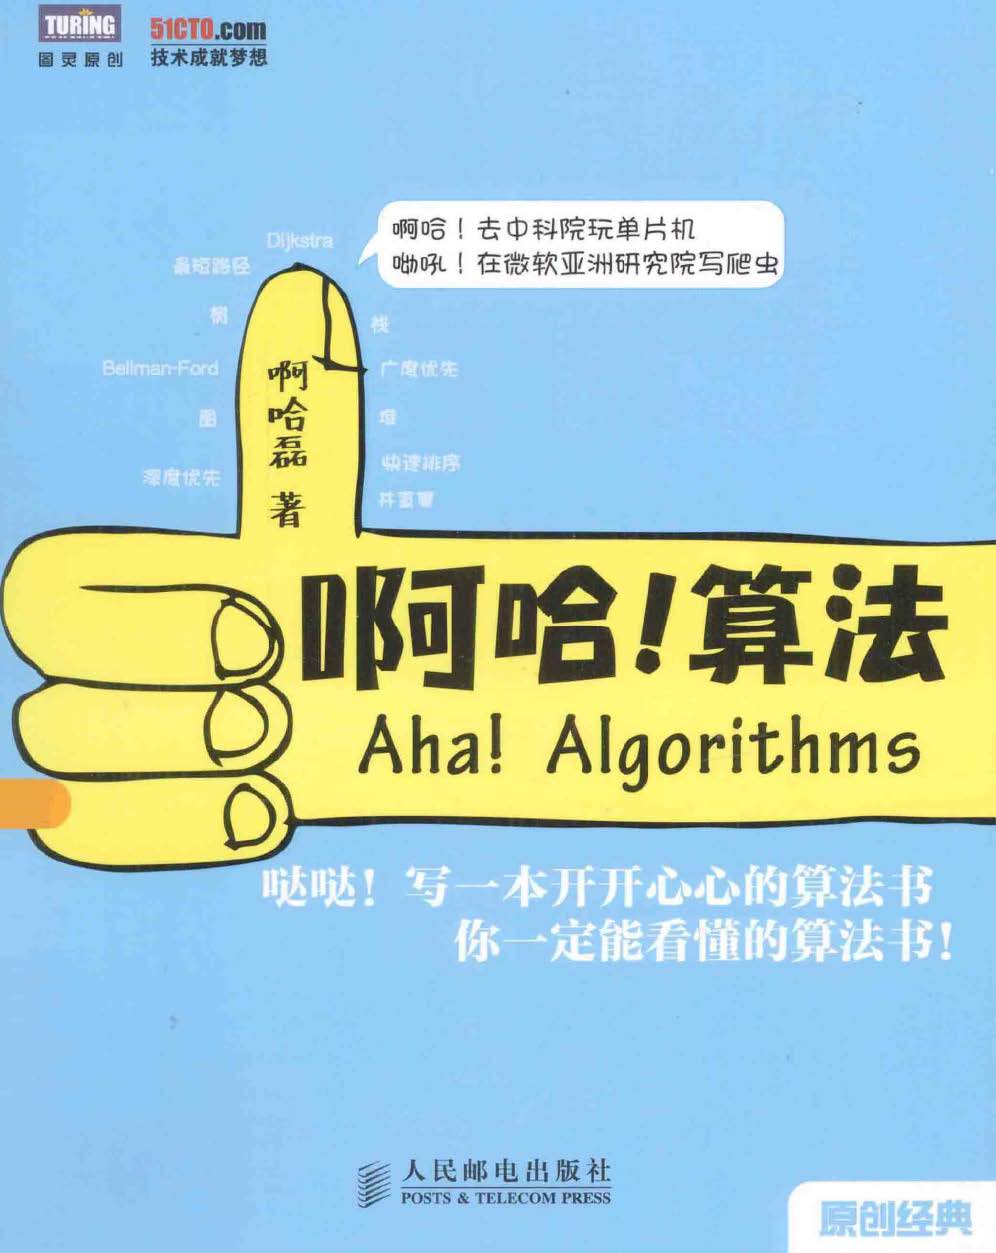 TURING
图灵原创
51CTO.com
技术成就梦想
啊哈！去中科院玩单片机
呦吼！在微软亚洲研究院写爬虫
Dijkstra
最短路径
树
栈
Bellman-Ford
广度优先
图
堆
快速排序
深度优先
并查集
啊哈磊 著
啊哈！算法
Aha! Algorithms
哒哒！写一本开开心心的算法书
你一定能看懂的算法书！
人民邮电出版社
POSTS & TELECOM PRESS
原创经典